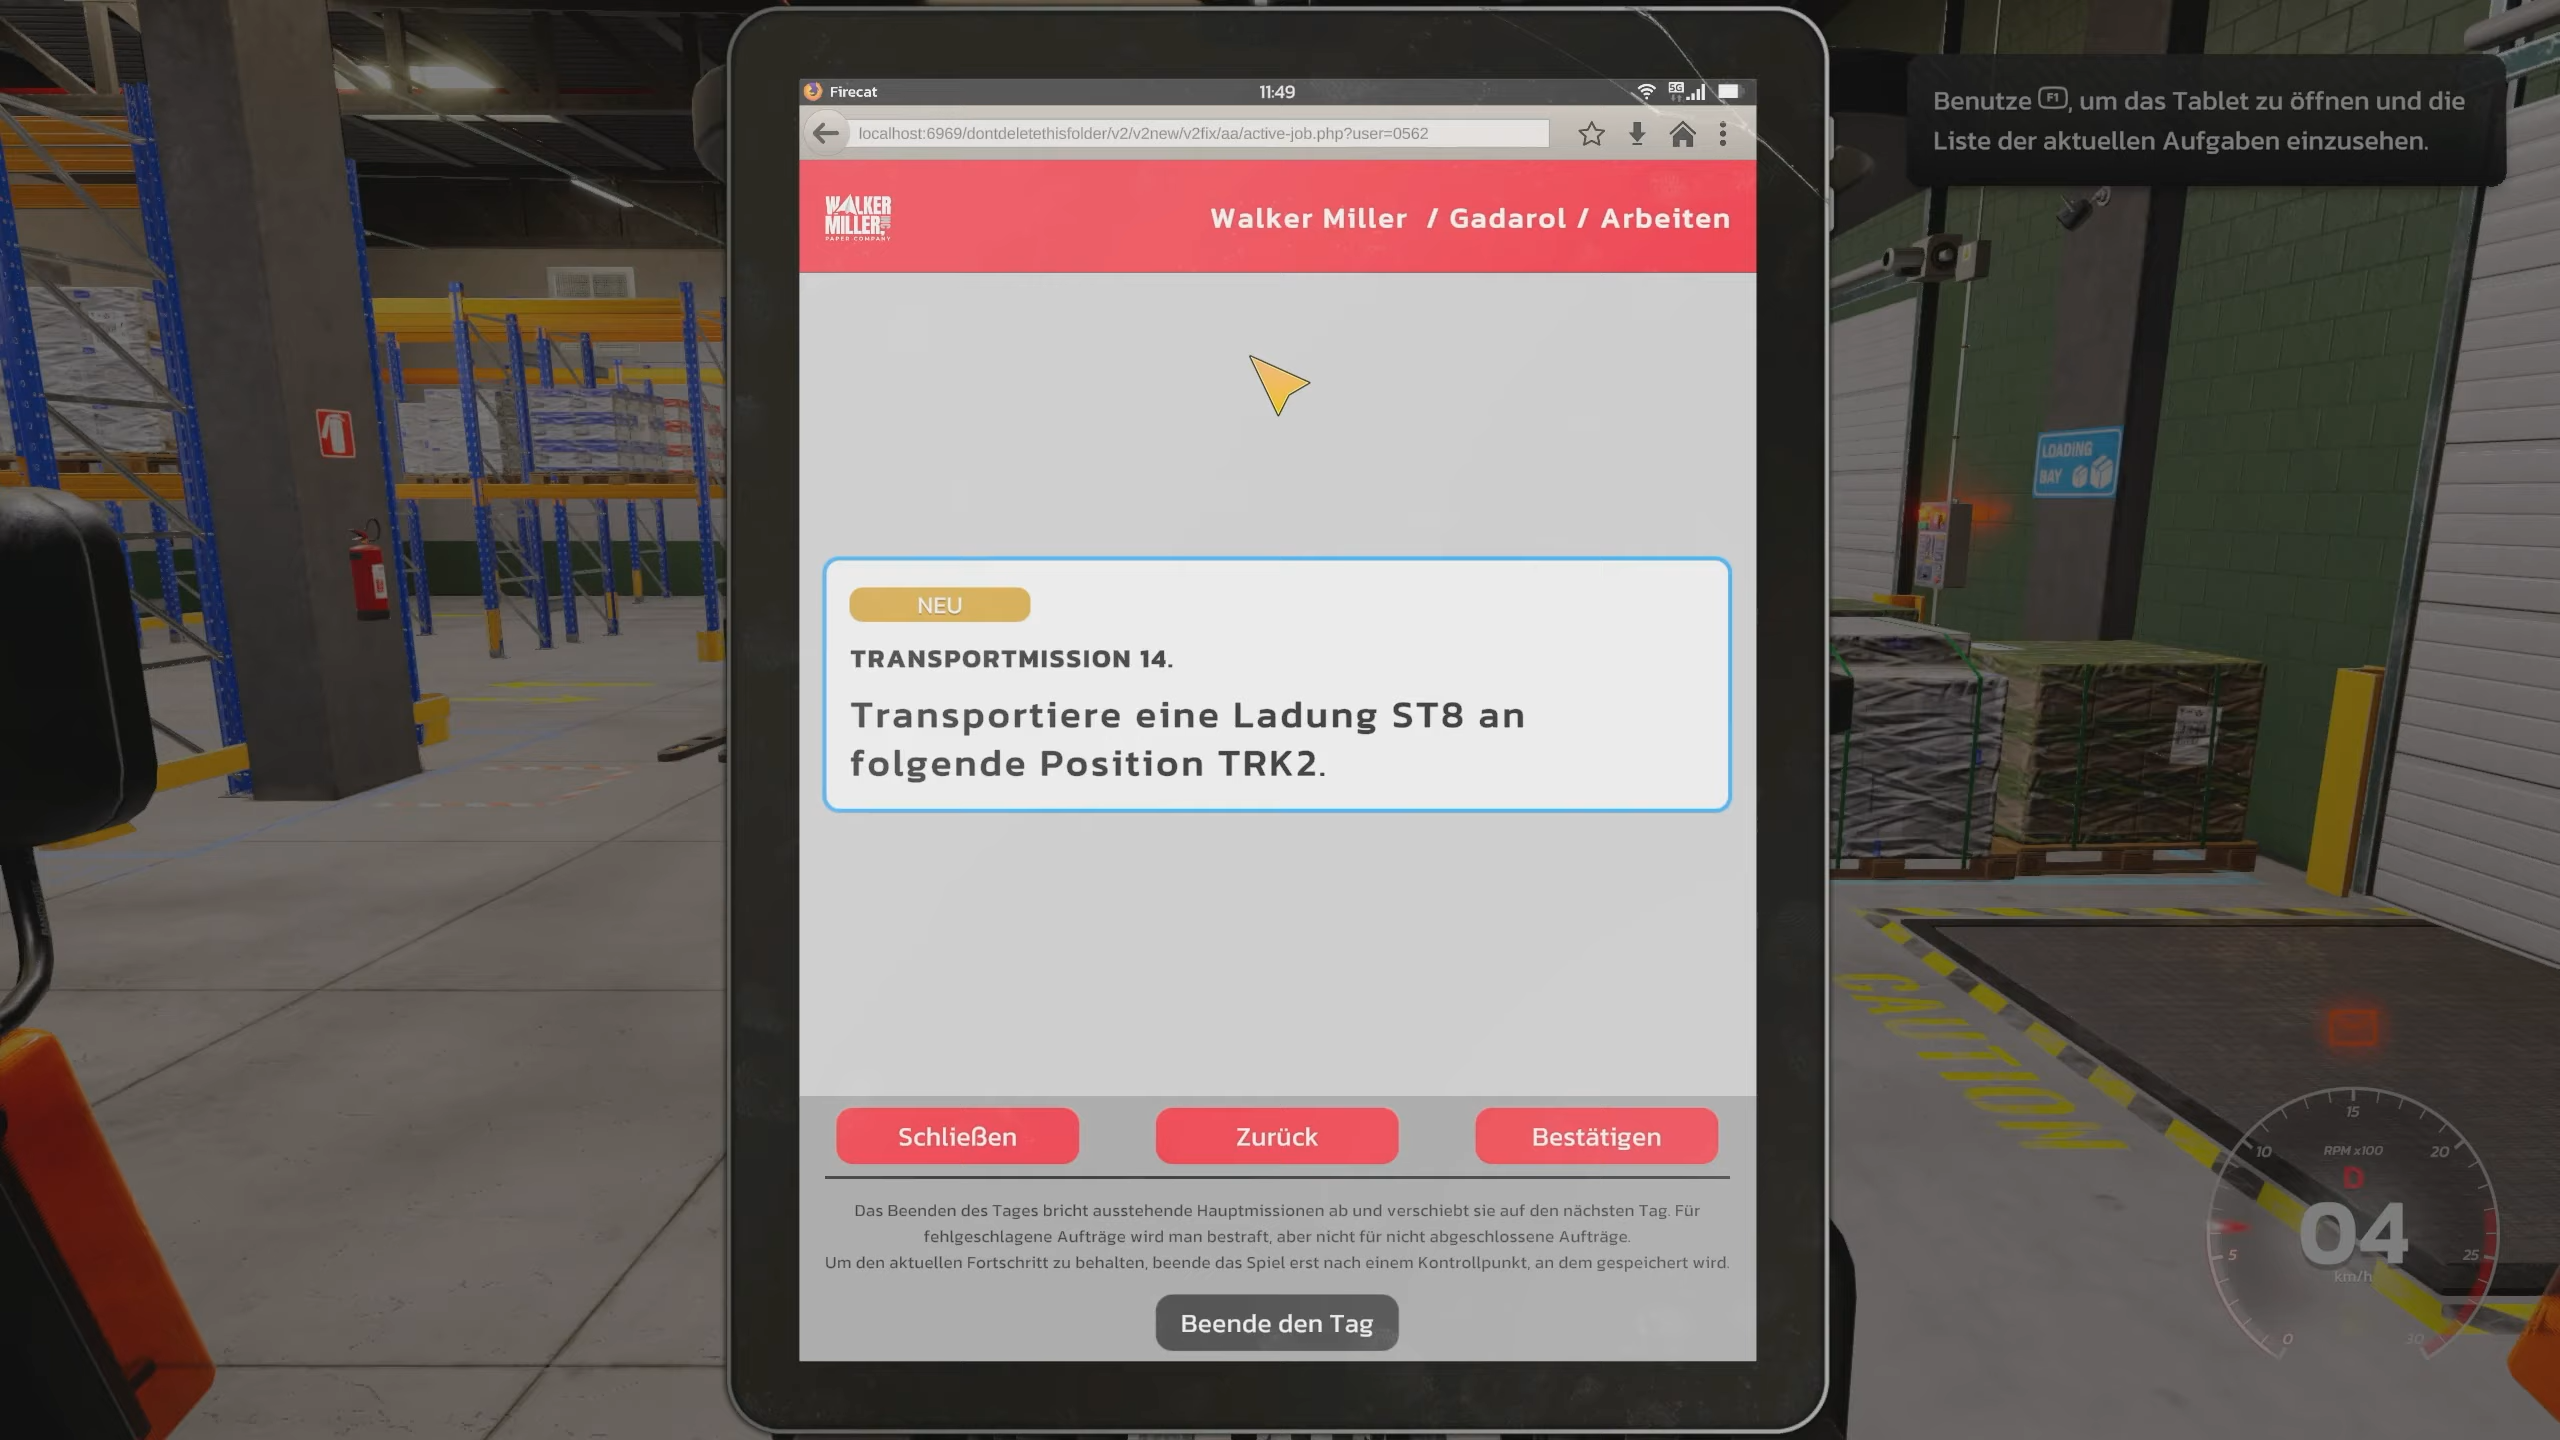 Firecat
11:49
5G
localhost:6969/dontdeletethisfolder/v2/v2new/v2fix/aa/active-job.php?user=0562
WALKER
MILLER INC
PAPER COMPANY
Walker Miller / Gadarol / Arbeiten
NEU
TRANSPORTMISSION 14.
Transportiere eine Ladung ST8 an
folgende Position TRK2.
Schließen
Zurück
Bestätigen
Das Beenden des Tages bricht ausstehende Hauptmissionen ab und verschiebt sie auf den nächsten Tag. Für
fehlgeschlagene Aufträge wird man bestraft, aber nicht für nicht abgeschlossene Aufträge.
Um den aktuellen Fortschritt zu behalten, beende das Spiel erst nach einem Kontrollpunkt, an dem gespeichert wird.
Beende den Tag
Benutze F1, um das Tablet zu öffnen und die
Liste der aktuellen Aufgaben einzusehen.
LOADING
BAY
CAUTION
0
5
10
15
20
25
30
RPM x100
D
04
km/h